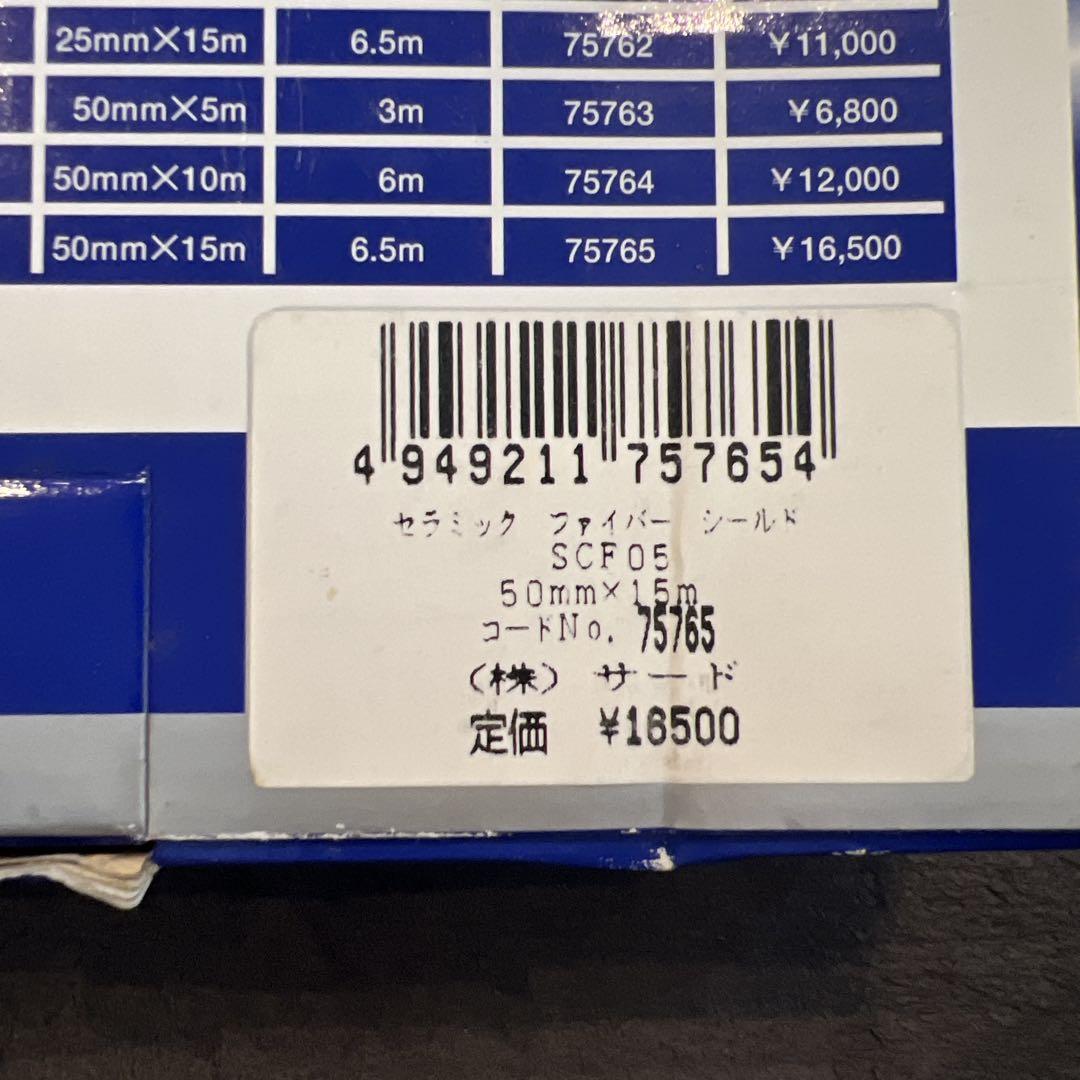 25mm×15m 6.5m 75762 ¥11,000
50mm×5m 3m 75763 ¥6,800
50mm×10m 6m 75764 ¥12,000
50mm×15m 6.5m 75765 ¥16,500
4 949211 757654
セラミック ファイバー シールド
SCF05
50mm×15m
コードNo. 75765
(株) サード
定価 ¥16500